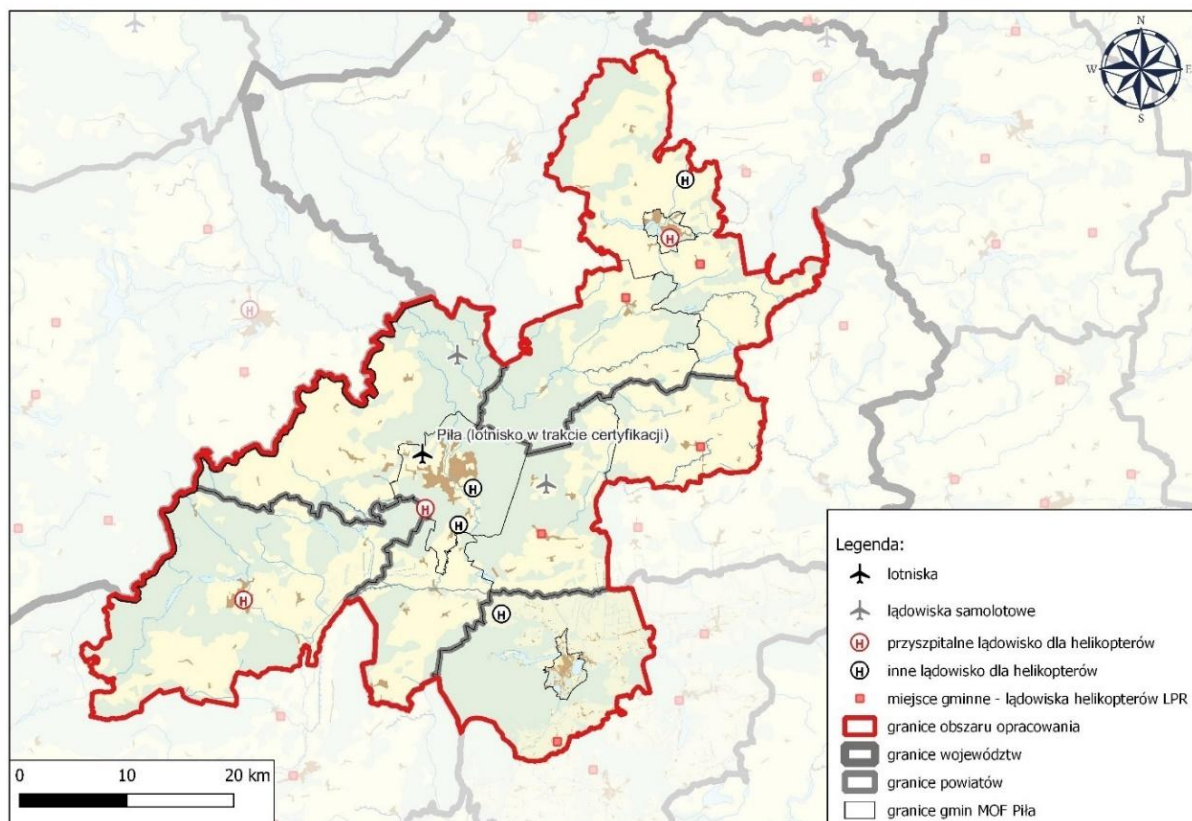 N
W
E
S
Piła (lotnisko w trakcie certyfikacji)
H
H
H
H
H
H
H
H
0
10
20 km
Legenda:
lotniska
lądowiska samolotowe
H przyszpitalne lądowisko dla helikopterów
H inne lądowisko dla helikopterów
miejsce gminne - lądowiska helikopterów LPR
granice obszaru opracowania
granice województw
granice powiatów
granice gmin MOF Piła